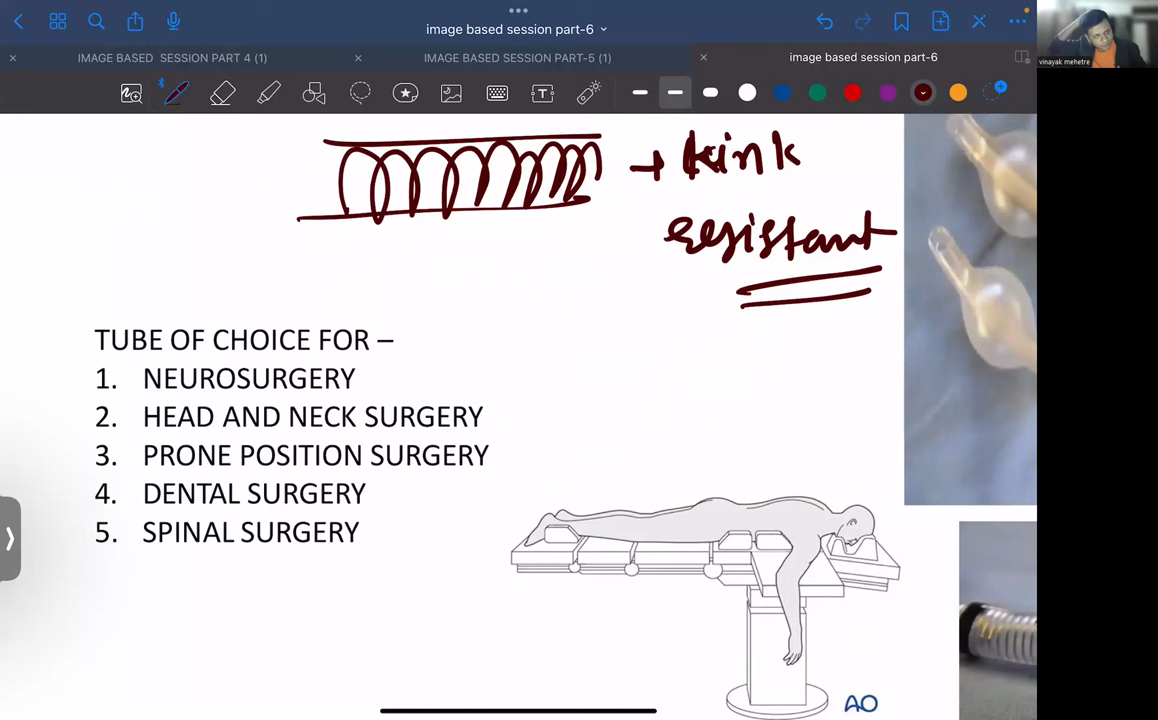 image based session part-6
IMAGE BASED SESSION PART 4 (1)
IMAGE BASED SESSION PART-5 (1)
image based session part-6
vinayak mehetre
→ kink
resistant
TUBE OF CHOICE FOR –
1. NEUROSURGERY
2. HEAD AND NECK SURGERY
3. PRONE POSITION SURGERY
4. DENTAL SURGERY
5. SPINAL SURGERY
AO